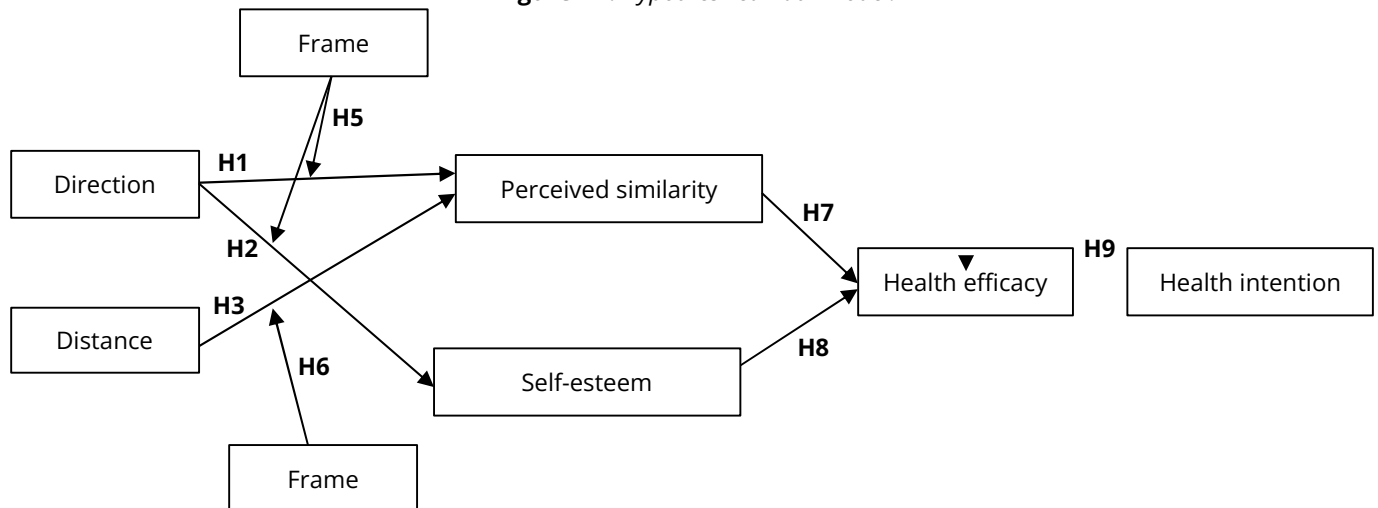 Frame
H5
H1
Direction
Perceived similarity
H7
H2
H9
Health efficacy
Health intention
H3
Distance
H8
H6
Self-esteem
Frame